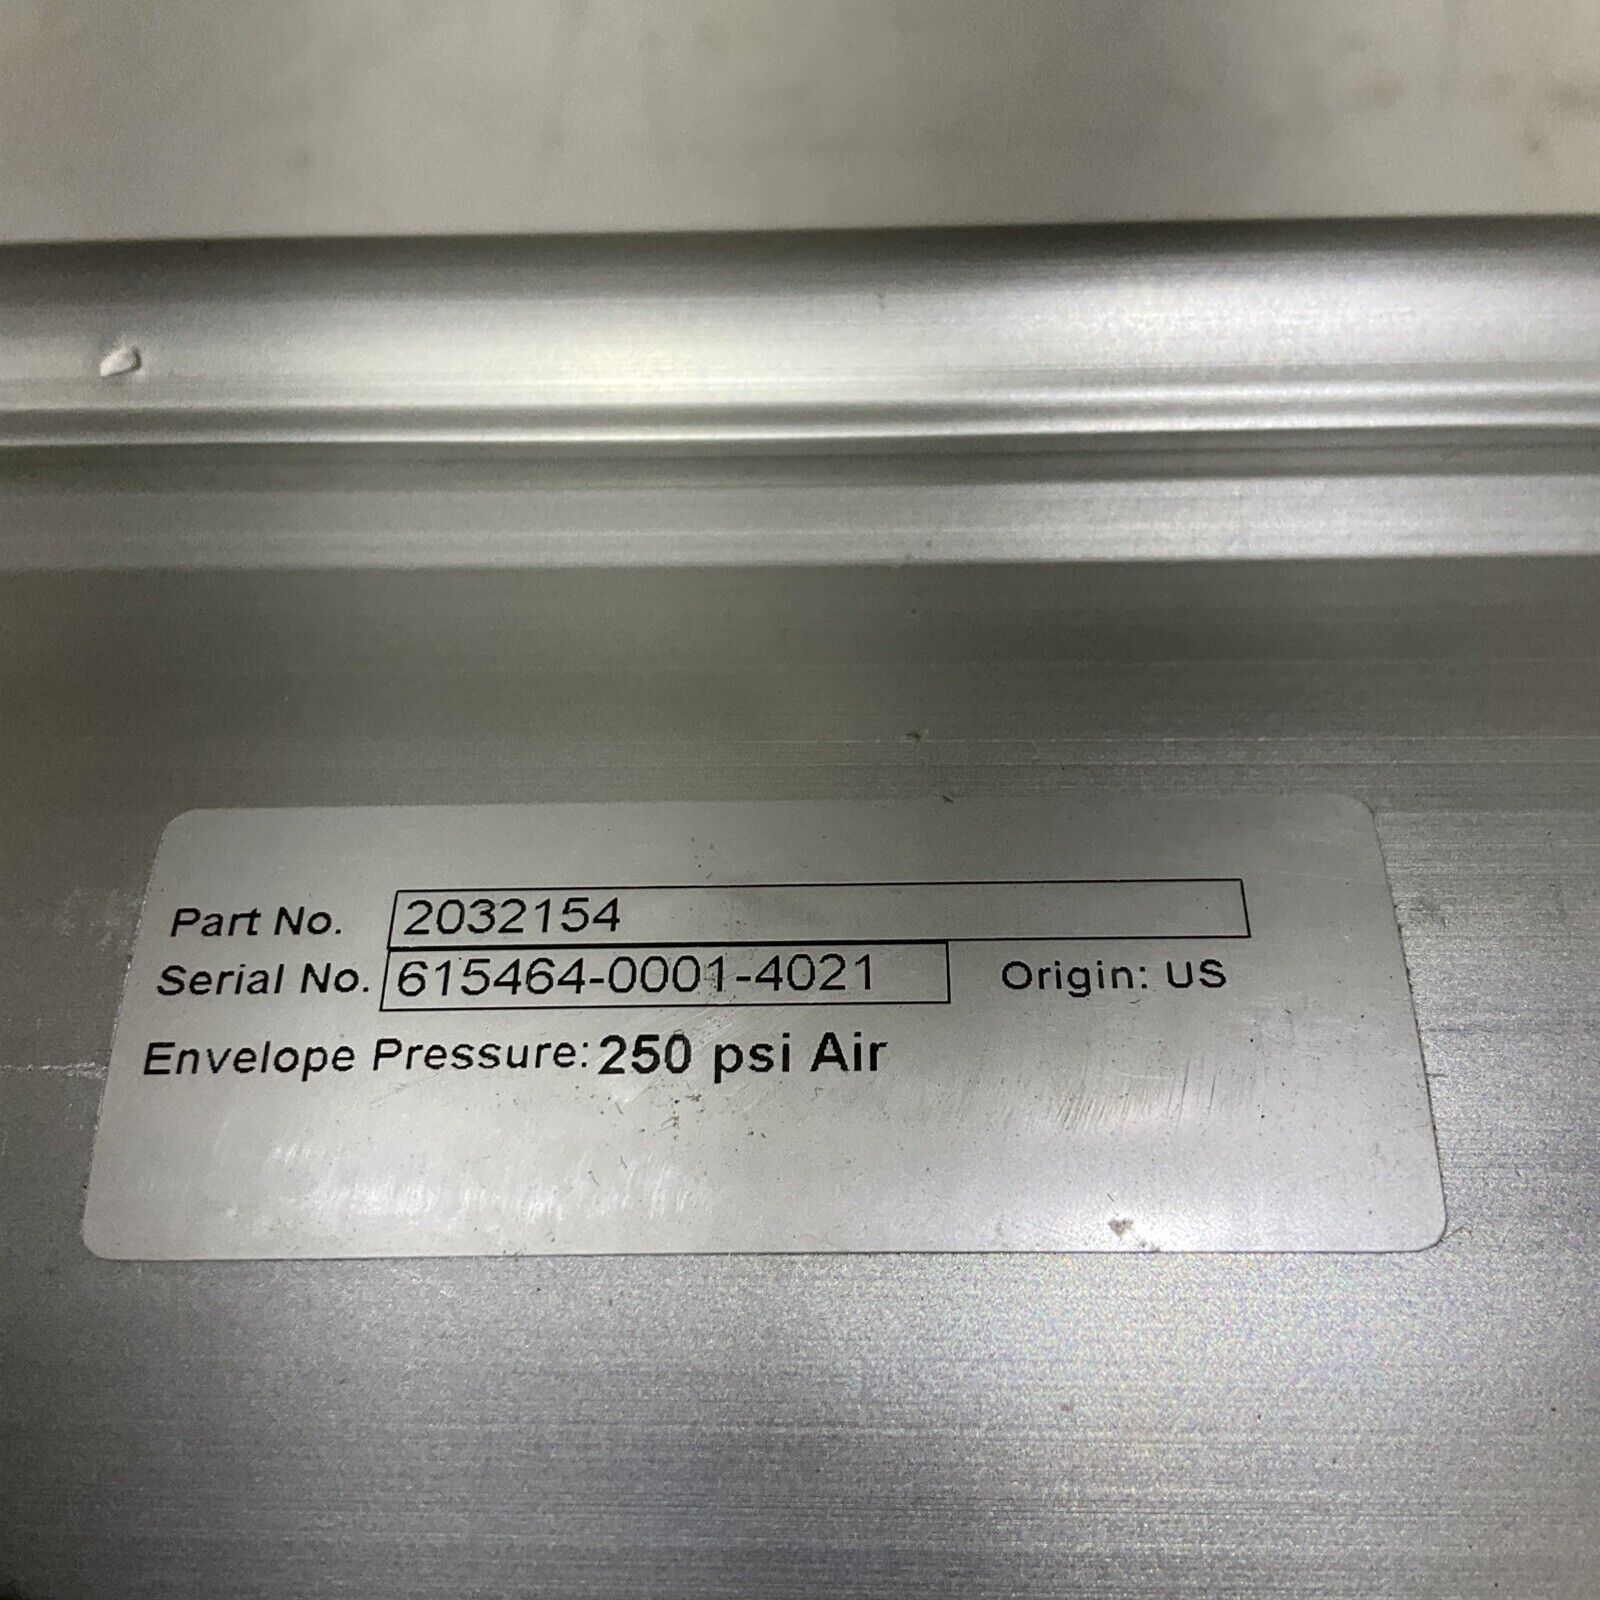 Part No. 2032154
Serial No. 615464-0001-4021 Origin: US
Envelope Pressure: 250 psi Air